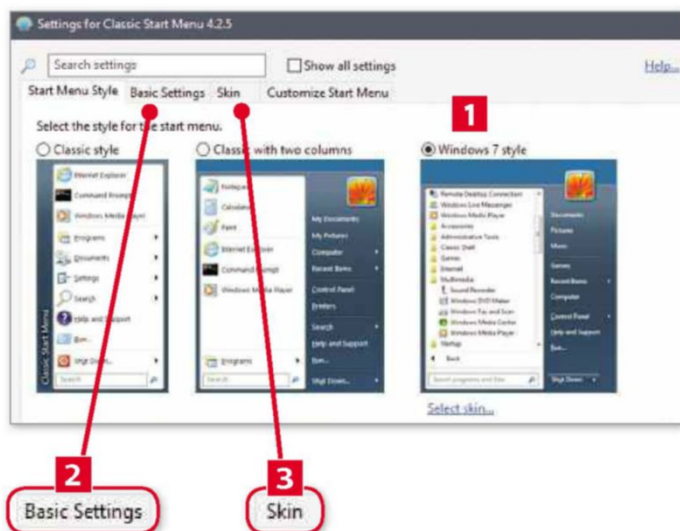 Settings for Classic Start Menu 4.2.5
Search settings
Show all settings
Help...
Start Menu Style Basic Settings Skin Customize Start Menu
Select the style for the start menu.
1
Classic style
Classic with two columns
Windows 7 style
Internet Explorer
Command Prompt
Windows Media Player
Programs
Documents
Settings
Search
Help and Support
Run...
Shut Down...
Search
Classic Start Menu
Notepad
Calculator
Paint
Internet Explorer
Command Prompt
Windows Media Player
Programs
Search
My Documents
My Pictures
Computer
Recent Items
Control Panel
Printers
Search
Help and Support
Run...
Shut Down...
Remote Desktop Connection
Windows Live Messenger
Windows Media Player
Accessories
Administrative Tools
Classic Shell
Games
Internet
Multimedia
Sound Recorder
Windows DVD Maker
Windows Fax and Scan
Windows Media Center
Windows Media Player
Startup
Back
Search programs and files
Documents
Pictures
Music
Games
Recent Items
Computer
Control Panel
Help and Support
Run...
Shut Down
Select skin...
2
3
Basic Settings
Skin